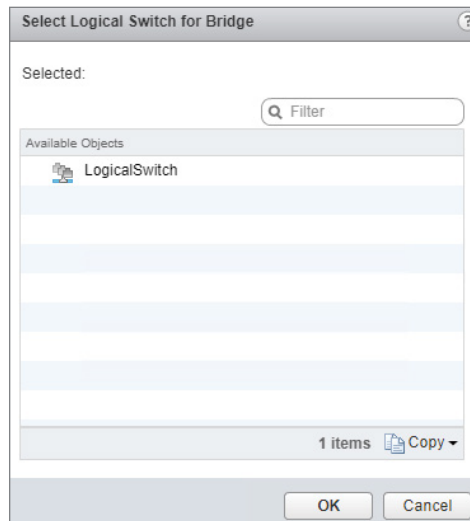 Select Logical Switch for Bridge
?
Selected:
Filter
Available Objects
LogicalSwitch
1 items Copy
OK Cancel